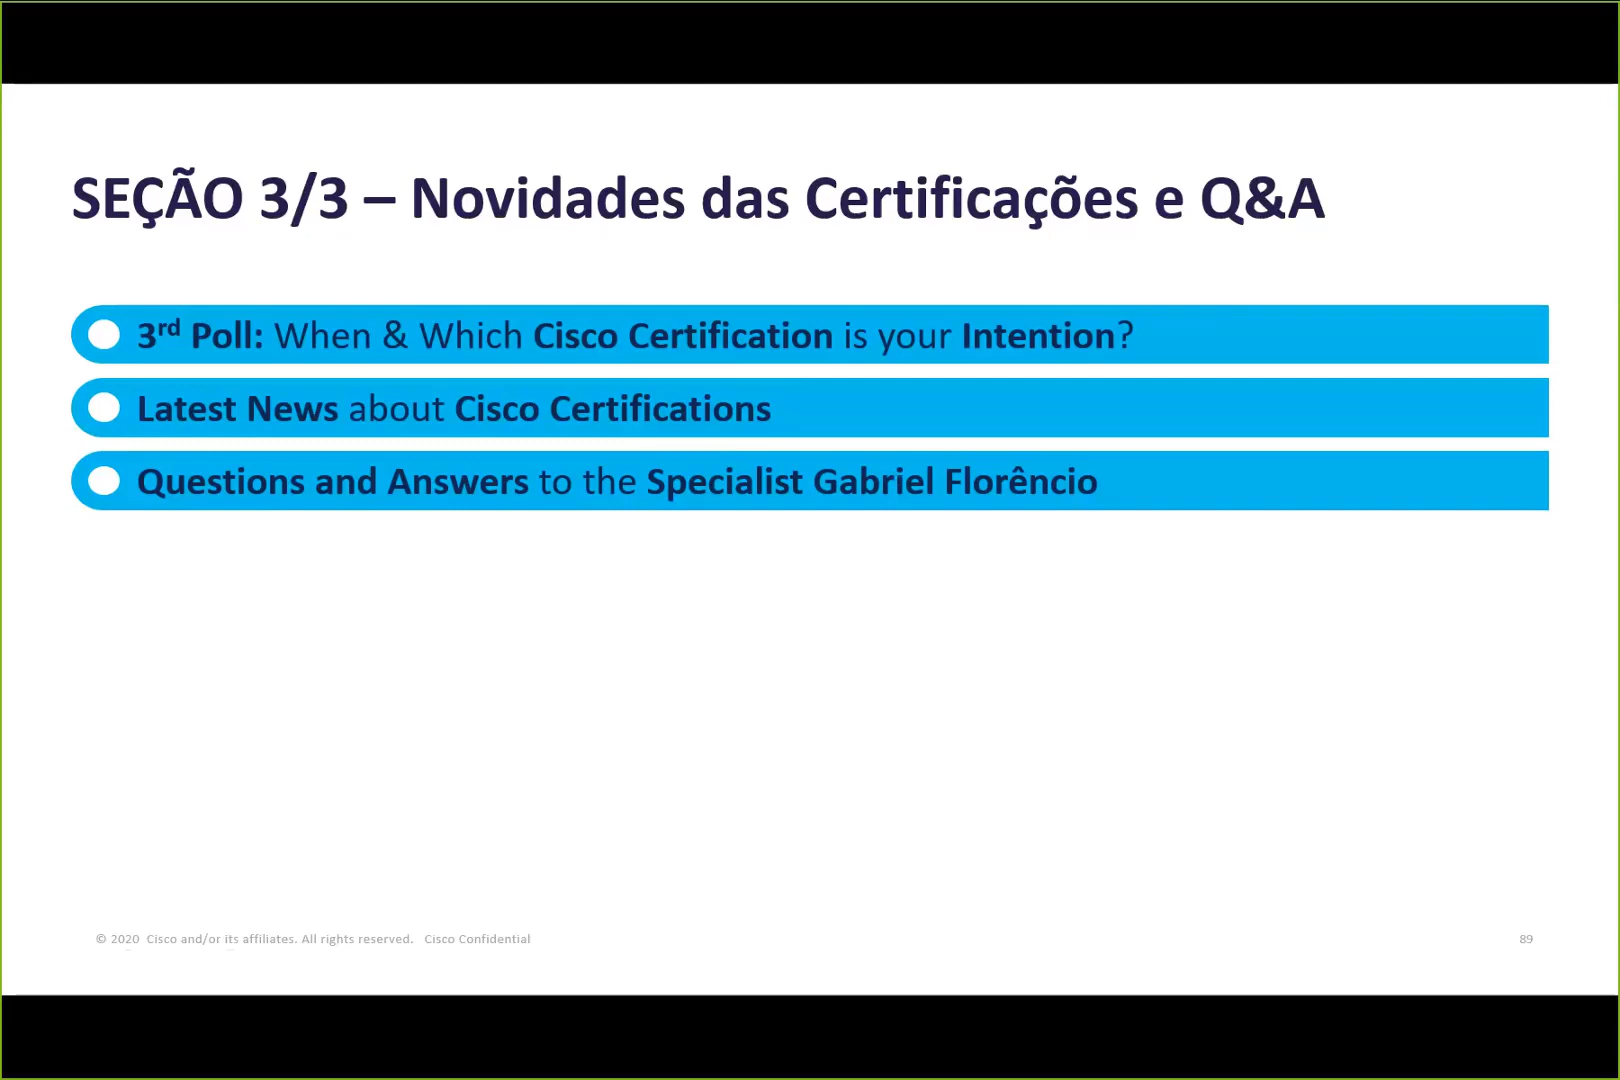 SEÇÃO 3/3 – Novidades das Certificações e Q&A
3rd Poll: When & Which Cisco Certification is your Intention?
Latest News about Cisco Certifications
Questions and Answers to the Specialist Gabriel Florêncio
© 2020 Cisco and/or its affiliates. All rights reserved. Cisco Confidential
89